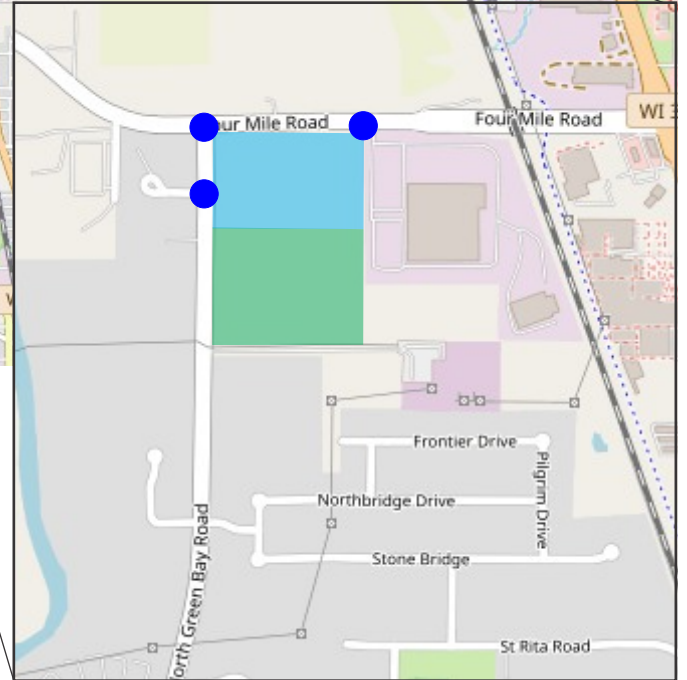 Four Mile Road
WI 3
our Mile Road
Frontier Drive
Pilgrim Drive
Northbridge Drive
Stone Bridge
North Green Bay Road
St Rita Road